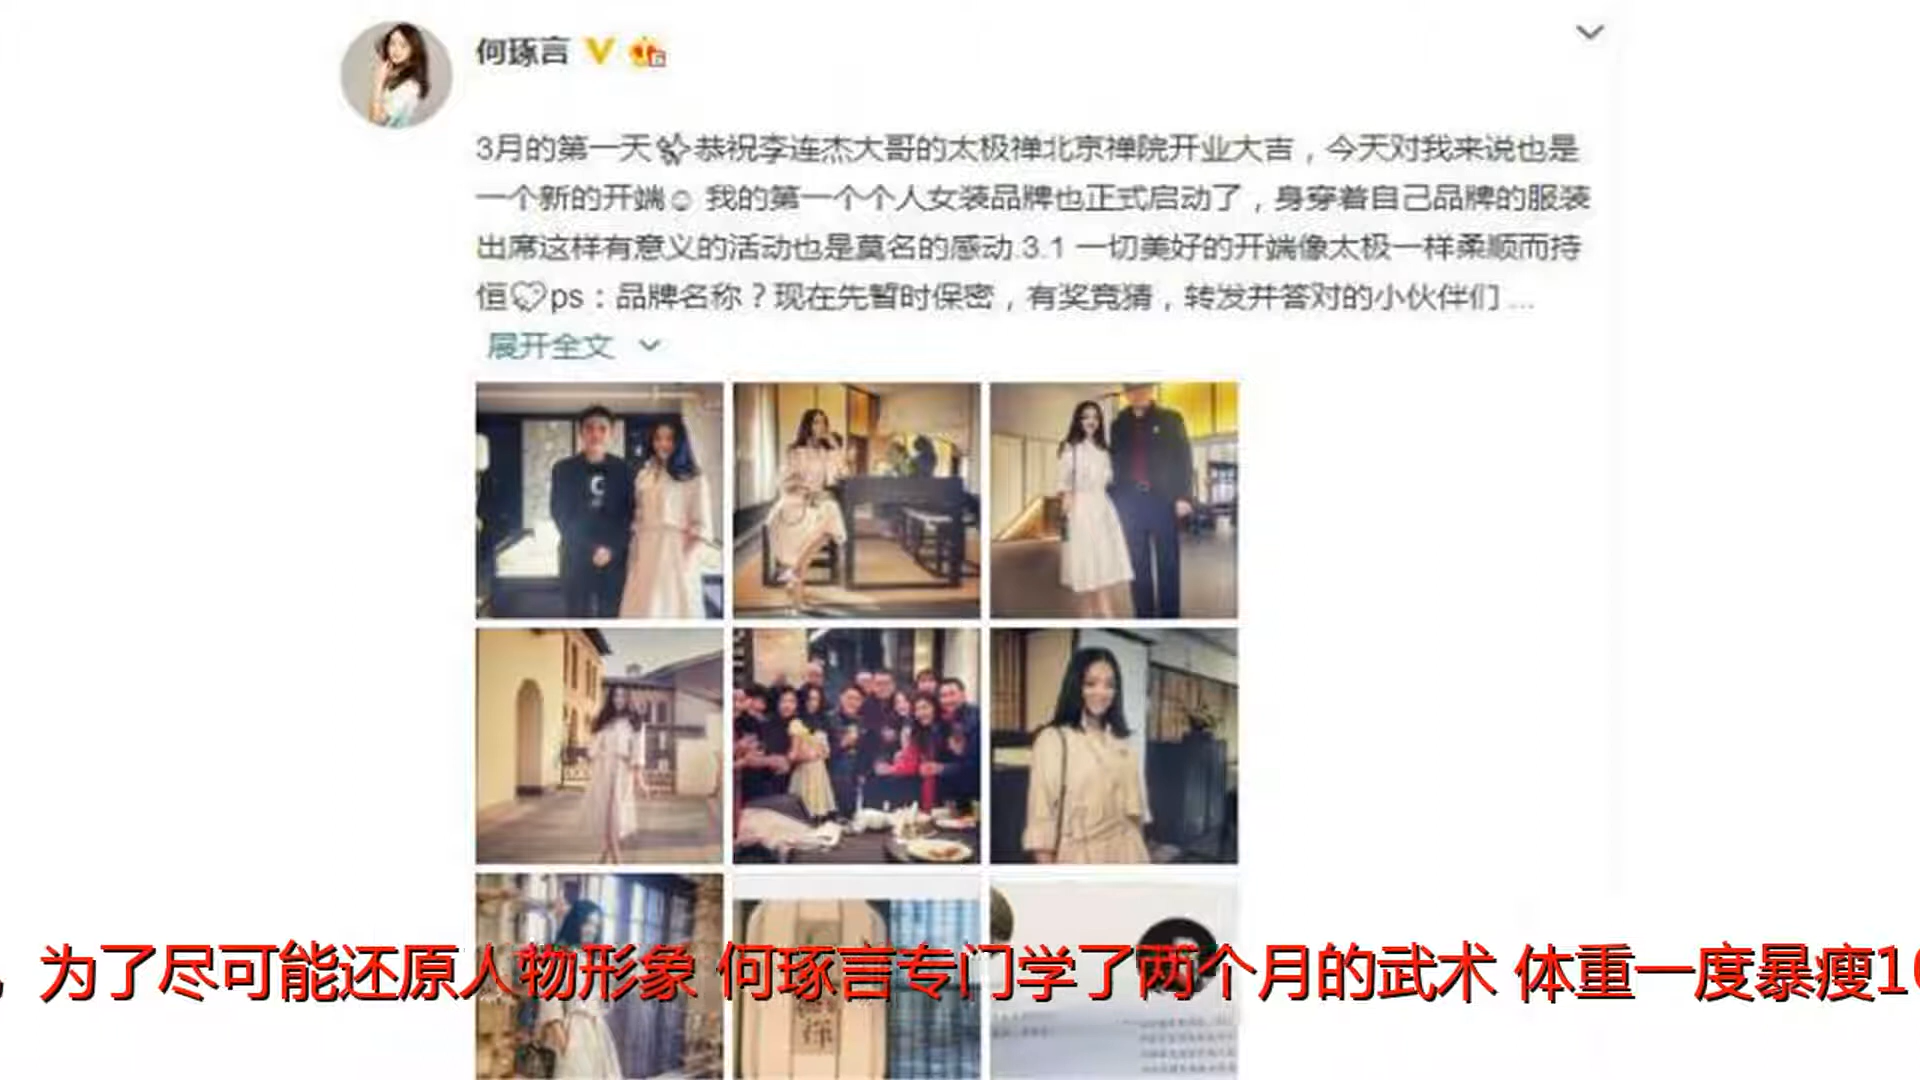 何琢言
3月的第一天恭祝李连杰大哥的太极禅北京禅院开业大吉，今天对我来说也是
一个新的开端☺ 我的第一个个人女装品牌也正式启动了，身穿着自己品牌的服装
出席这样有意义的活动也是莫名的感动.3.1 一切美好的开端像太极一样柔顺而持
恒♡ps：品牌名称？现在先暂时保密，有奖竞猜，转发并答对的小伙伴们 ...
展开全文
为了尽可能还原人物形象 何琢言专门学了两个月的武术 体重一度暴瘦1
禅